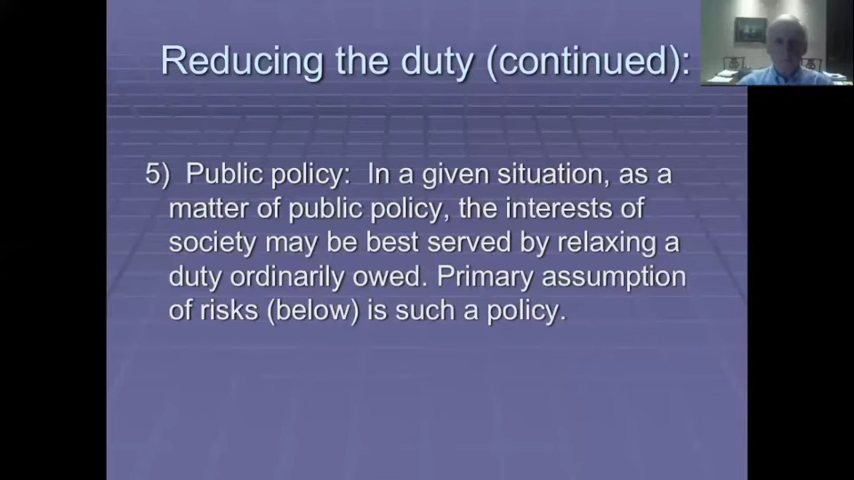 Reducing the duty (continued):
5) Public policy: In a given situation, as a
matter of public policy, the interests of
society may be best served by relaxing a
duty ordinarily owed. Primary assumption
of risks (below) is such a policy.